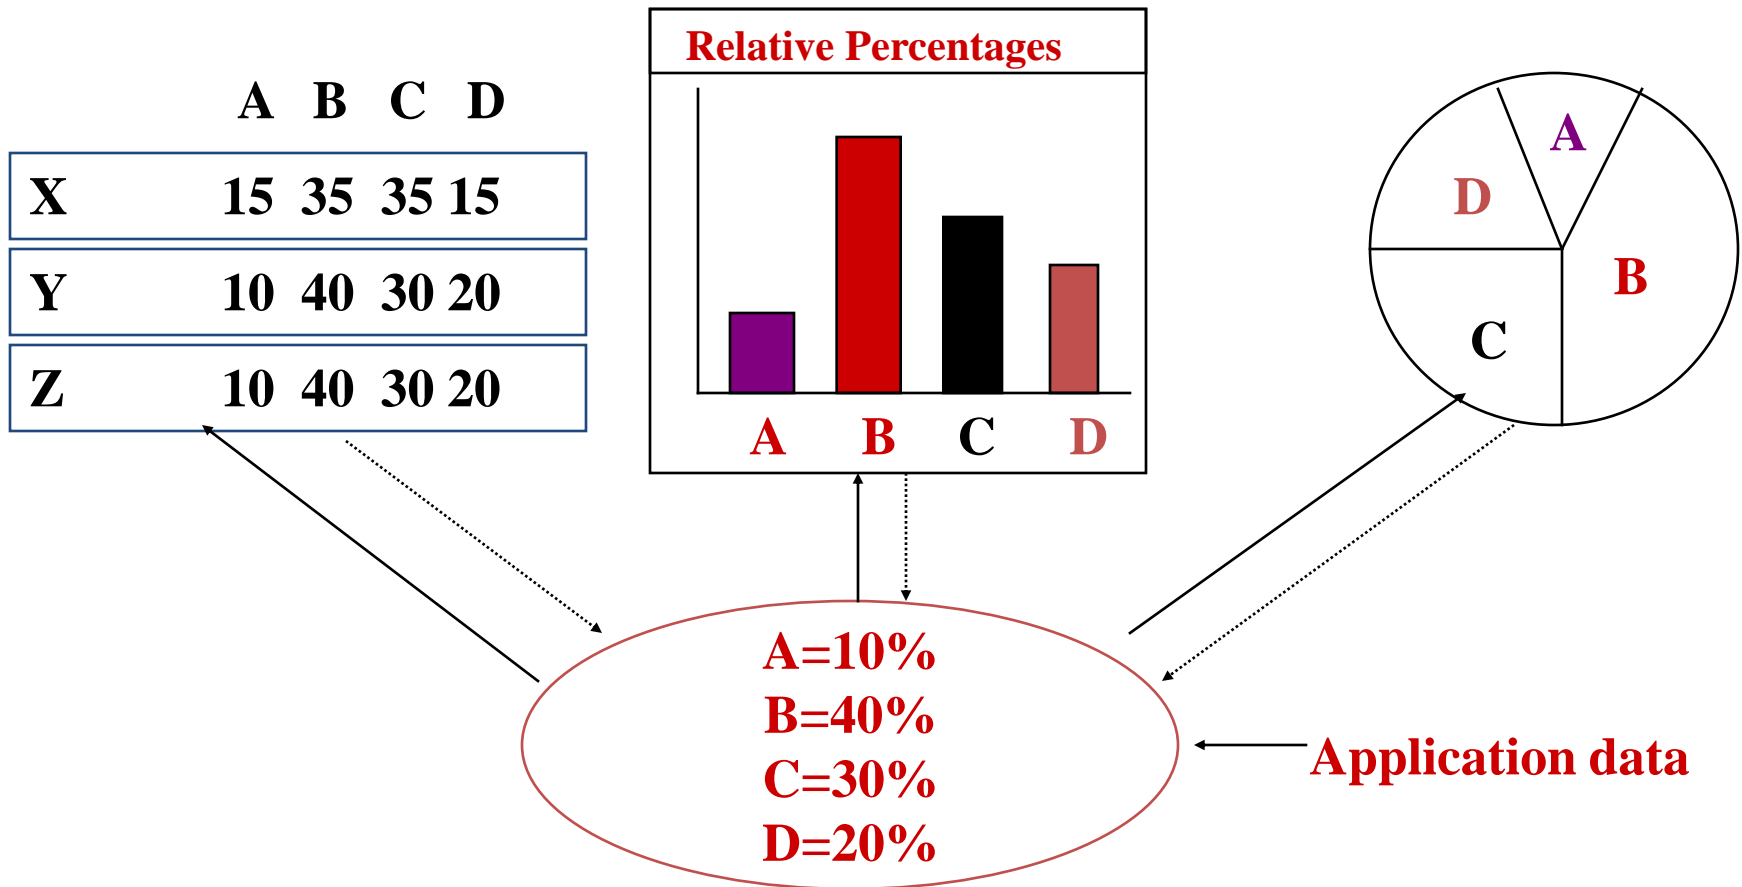 A B C D
X 15 35 35 15
Y 10 40 30 20
Z 10 40 30 20
Relative Percentages
A B C D
A
D
B
C
A=10%
B=40%
C=30%
D=20%
Application data